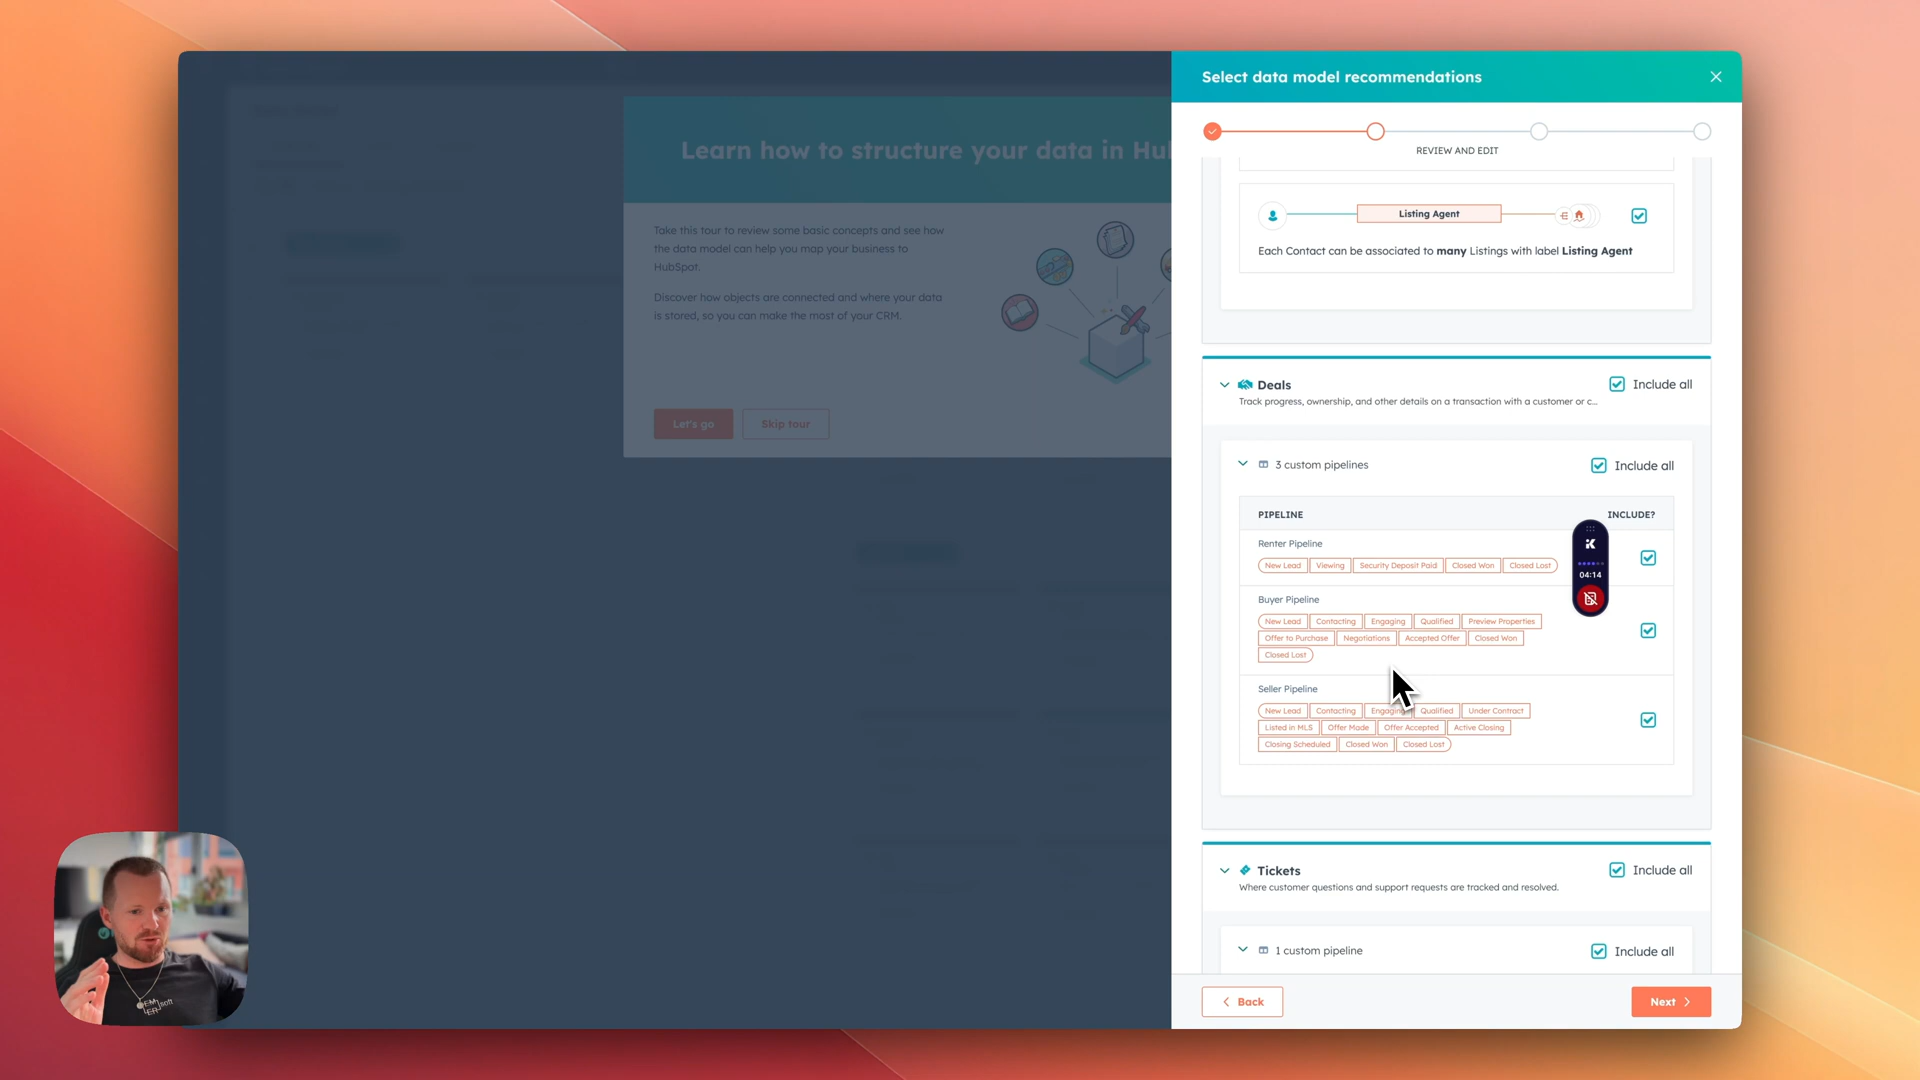 Select data model recommendations
REVIEW AND EDIT
Listing Agent
Each Contact can be associated to many Listings with label Listing Agent
Learn how to structure your data in Hu
Take this tour to review some basic concepts and see how
the data model can help you map your business to
HubSpot.
Discover how objects are connected and where your data
is stored, so you can make the most of your CRM.
Let's go
Skip tour
Deals
Include all
Track progress, ownership, and other details on a transaction with a customer or c...
3 custom pipelines
Include all
PIPELINE
INCLUDE?
Renter Pipeline
New Lead Viewing Security Deposit Paid Closed Won Closed Lost
04:14
Buyer Pipeline
New Lead Contacting Engaging Qualified Preview Properties
Offer to Purchase Negotiations Accepted Offer Closed Won
Closed Lost
Seller Pipeline
New Lead Contacting Engaging Qualified Under Contract
Listed in MLS Offer Made Offer Accepted Active Closing
Closing Scheduled Closed Won Closed Lost
Tickets
Include all
Where customer questions and support requests are tracked and resolved.
1 custom pipeline
Include all
Back
Next